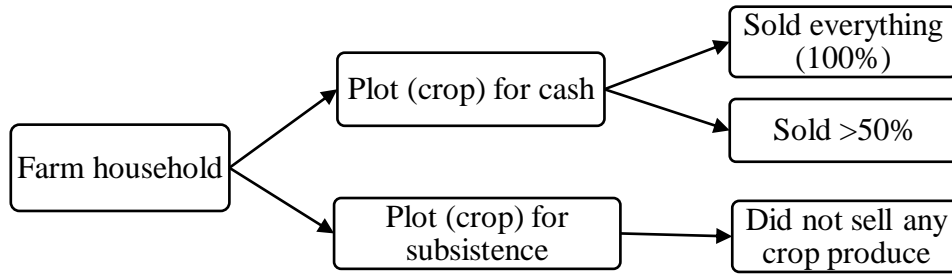 Farm household
Plot (crop) for cash
Sold everything
(100%)
Sold >50%
Plot (crop) for
subsistence
Did not sell any
crop produce